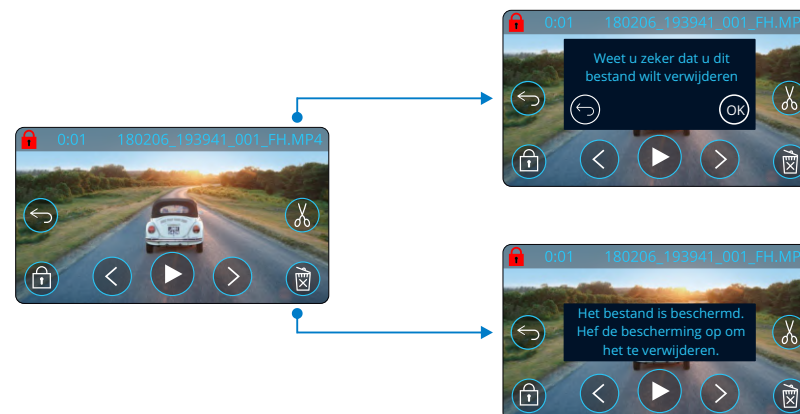 0:01 180206_193941_001_FH.MP
Weet u zeker dat u dit
bestand wilt verwijderen
OK
0:01 180206_193941_001_FH.MP4
0:01 180206_193941_001_FH.MP
Het bestand is beschermd.
Hef de bescherming op om
het te verwijderen.